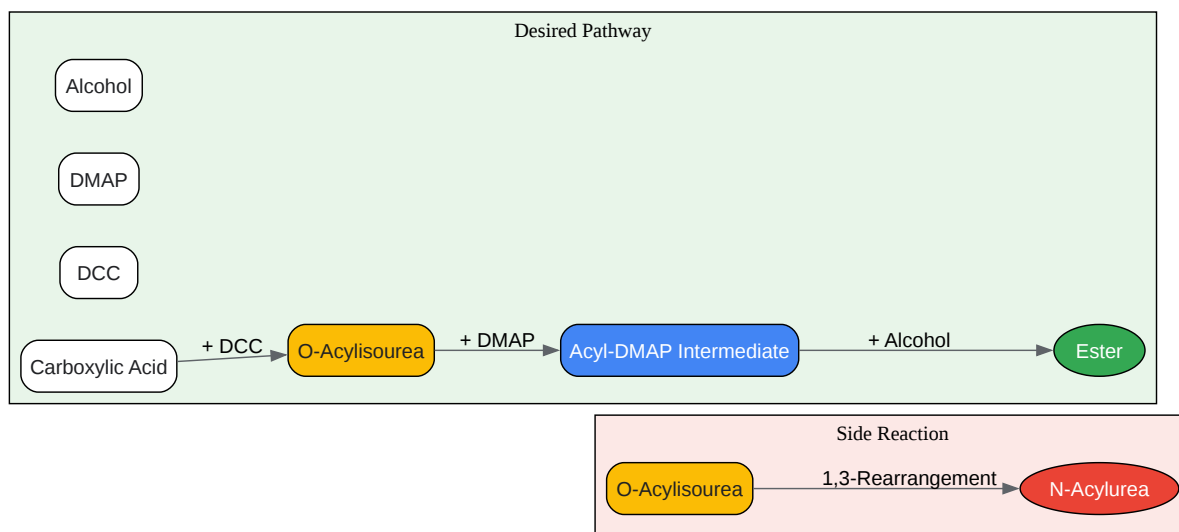 Desired Pathway
Alcohol
DMAP
DCC
Carboxylic Acid
+ DCC
O-Acylisourea
+ DMAP
Acyl-DMAP Intermediate
+ Alcohol
Ester
Side Reaction
O-Acylisourea
1,3-Rearrangement
N-Acylurea